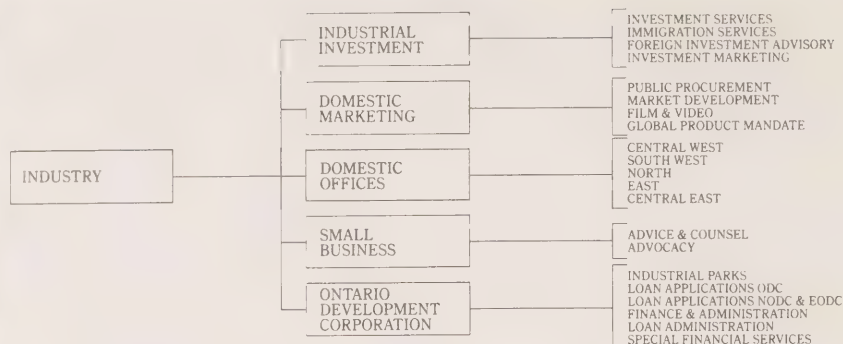 INDUSTRY
INDUSTRIAL
INVESTMENT
INVESTMENT SERVICES
IMMIGRATION SERVICES
FOREIGN INVESTMENT ADVISORY
INVESTMENT MARKETING
DOMESTIC
MARKETING
PUBLIC PROCUREMENT
MARKET DEVELOPMENT
FILM & VIDEO
GLOBAL PRODUCT MANDATE
DOMESTIC
OFFICES
CENTRAL WEST
SOUTH WEST
NORTH
EAST
CENTRAL EAST
SMALL
BUSINESS
ADVICE & COUNSEL
ADVOCACY
ONTARIO
DEVELOPMENT
CORPORATION
INDUSTRIAL PARKS
LOAN APPLICATIONS ODC
LOAN APPLICATIONS NODC & EODC
FINANCE & ADMINISTRATION
LOAN ADMINISTRATION
SPECIAL FINANCIAL SERVICES